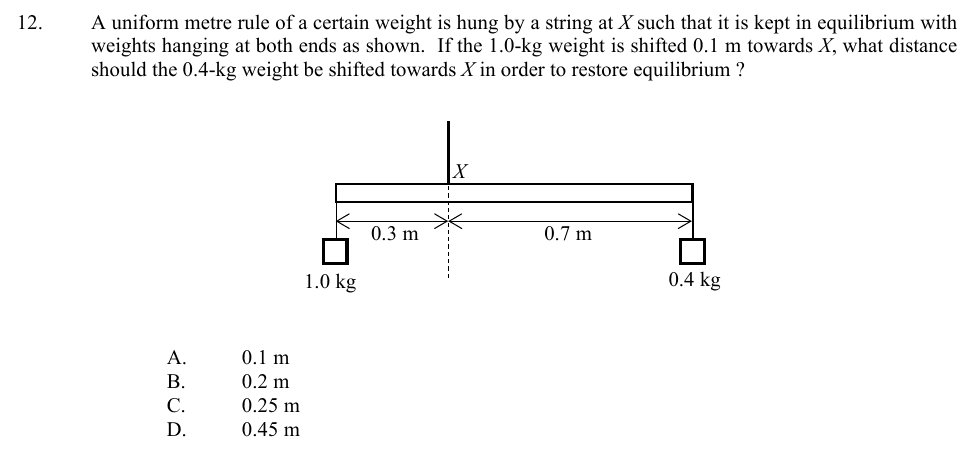 12. A uniform metre rule of a certain weight is hung by a string at X such that it is kept in equilibrium with
weights hanging at both ends as shown. If the 1.0-kg weight is shifted 0.1 m towards X, what distance
should the 0.4-kg weight be shifted towards X in order to restore equilibrium ?
X
0.3 m 0.7 m
1.0 kg 0.4 kg
A. 0.1 m
B. 0.2 m
C. 0.25 m
D. 0.45 m